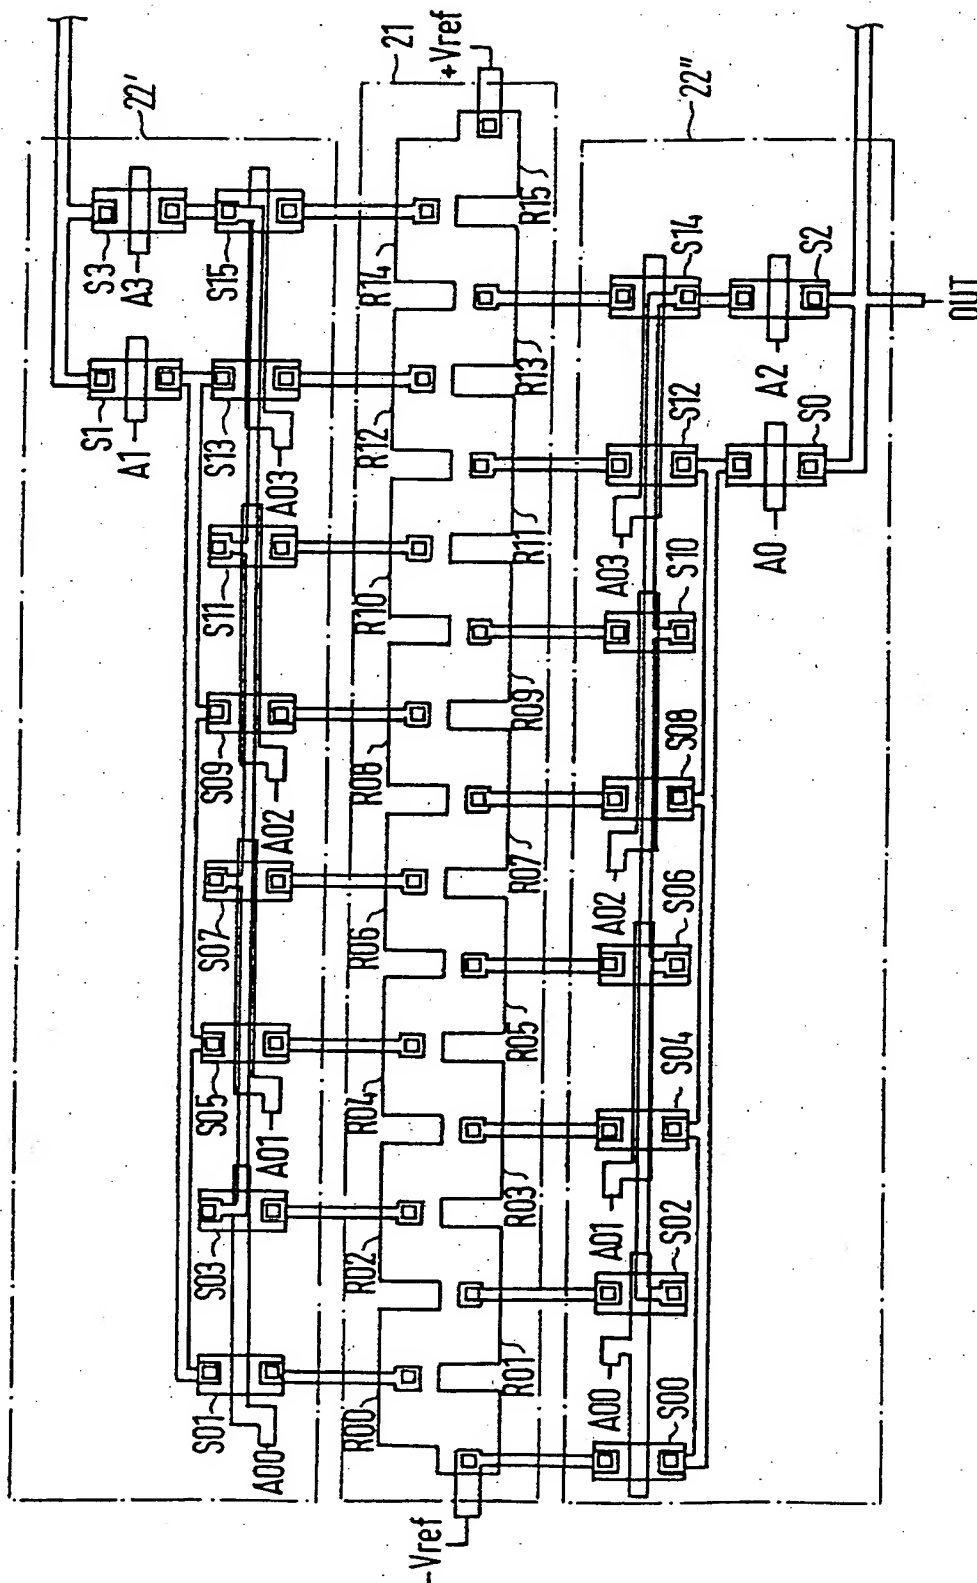 22'
S3
A3
S15
S1
A1
S13
A03
S11
S09
A02
S07
S05
A01
S03
S01
A00
21
+Vref
R15
R14
R13
R12
R11
R10
R09
R08
R07
R06
R05
R04
R03
R02
R01
R00
-Vref
22"
S14
S2
A2
S12
S0
A0
A03
S10
S08
A02
S06
S04
A01
S02
A00
S00
OUT